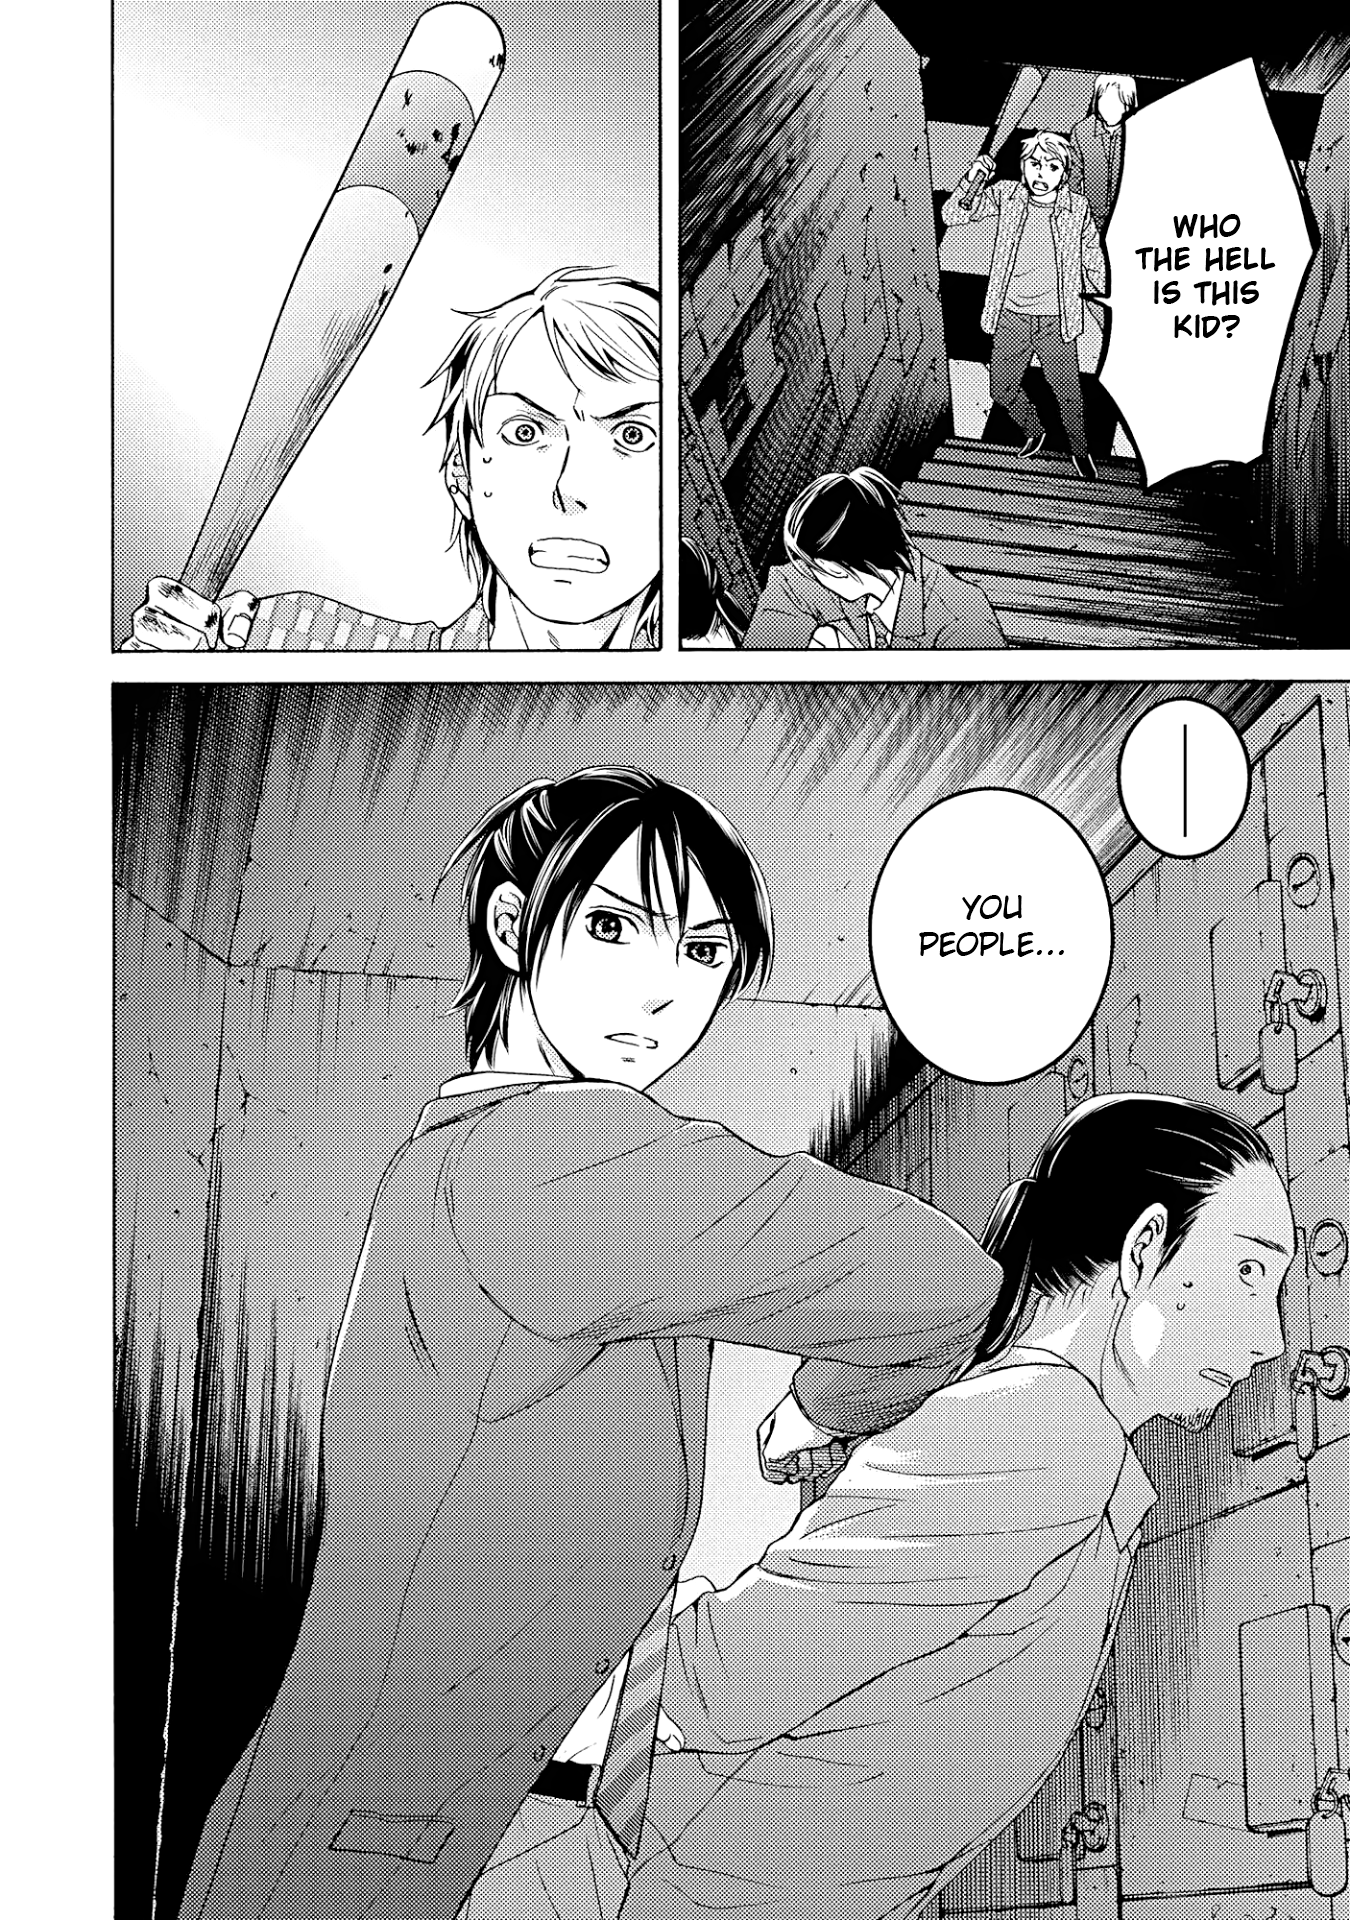 WHO
THE HELL
IS THIS
KID?
—
YOU
PEOPLE...